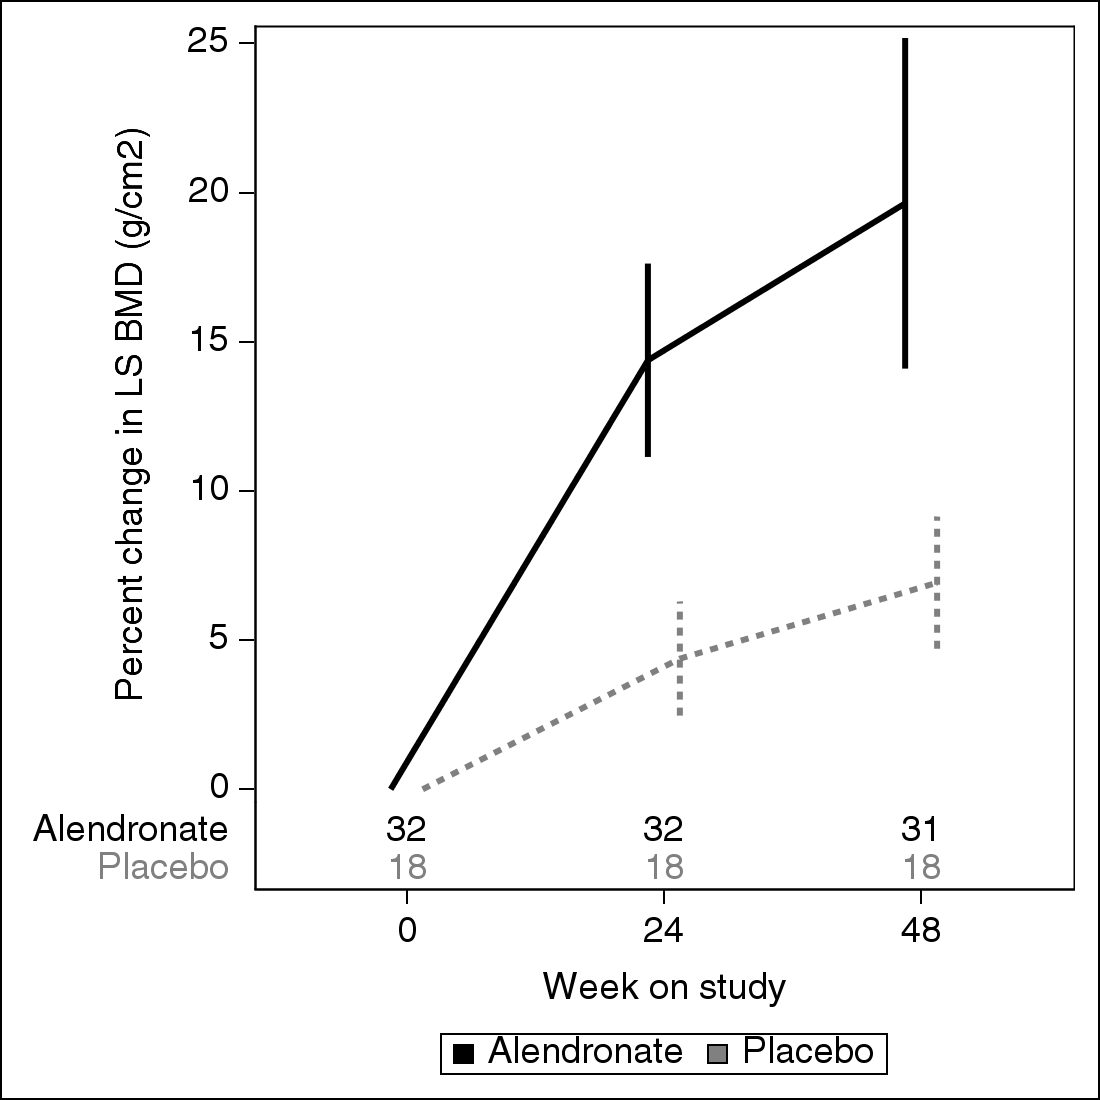 Percent change in LS BMD (g/cm2)
25
20
15
10
5
0
Alendronate 32 32 31
Placebo 18 18 18
0 24 48
Week on study
Alendronate Placebo